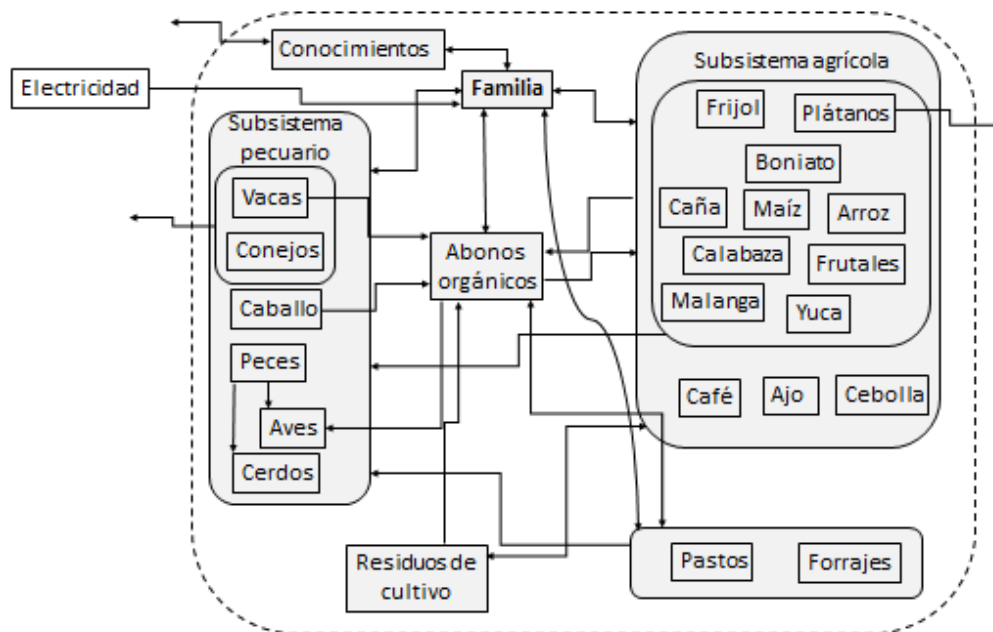 Conocimientos
Electricidad
Familia
Subsistema
pecuario
Vacas
Conejos
Caballo
Peces
Aves
Cerdos
Abonos
orgánicos
Residuos de
cultivo
Subsistema agrícola
Frijol
Plátanos
Boniato
Caña
Maíz
Arroz
Calabaza
Frutales
Malanga
Yuca
Café
Ajo
Cebolla
Pastos
Forrajes